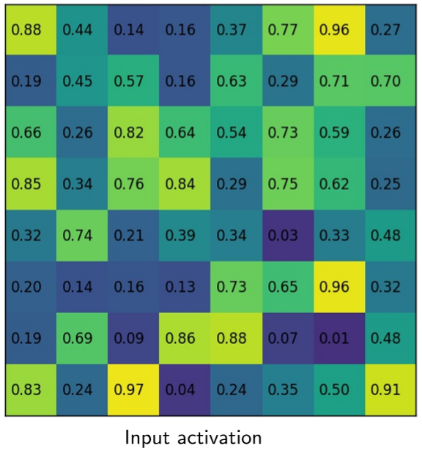 0.88 0.44 0.14 0.16 0.37 0.77 0.96 0.27
0.19 0.45 0.57 0.16 0.63 0.29 0.71 0.70
0.66 0.26 0.82 0.64 0.54 0.73 0.59 0.26
0.85 0.34 0.76 0.84 0.29 0.75 0.62 0.25
0.32 0.74 0.21 0.39 0.34 0.03 0.33 0.48
0.20 0.14 0.16 0.13 0.73 0.65 0.96 0.32
0.19 0.69 0.09 0.86 0.88 0.07 0.01 0.48
0.83 0.24 0.97 0.04 0.24 0.35 0.50 0.91
Input activation